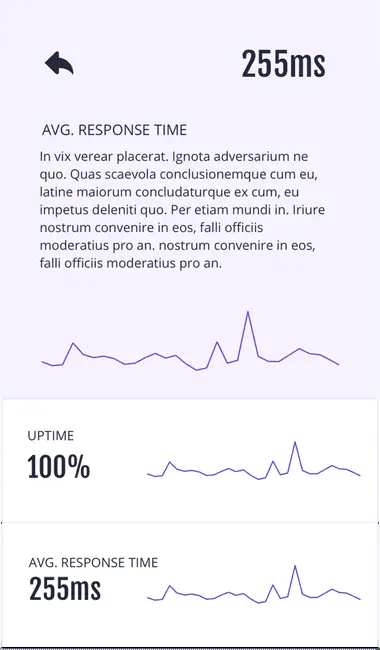 255ms
AVG. RESPONSE TIME
In vix verear placerat. Ignota adversarium ne
quo. Quas scaevola conclusionemque cum eu,
latine maiorum concludaturque ex cum, eu
impetus deleniti quo. Per etiam mundi in. Iriure
nostrum convenire in eos, falli officiis
moderatius pro an. nostrum convenire in eos,
falli officiis moderatius pro an.
UPTIME
100%
AVG. RESPONSE TIME
255ms